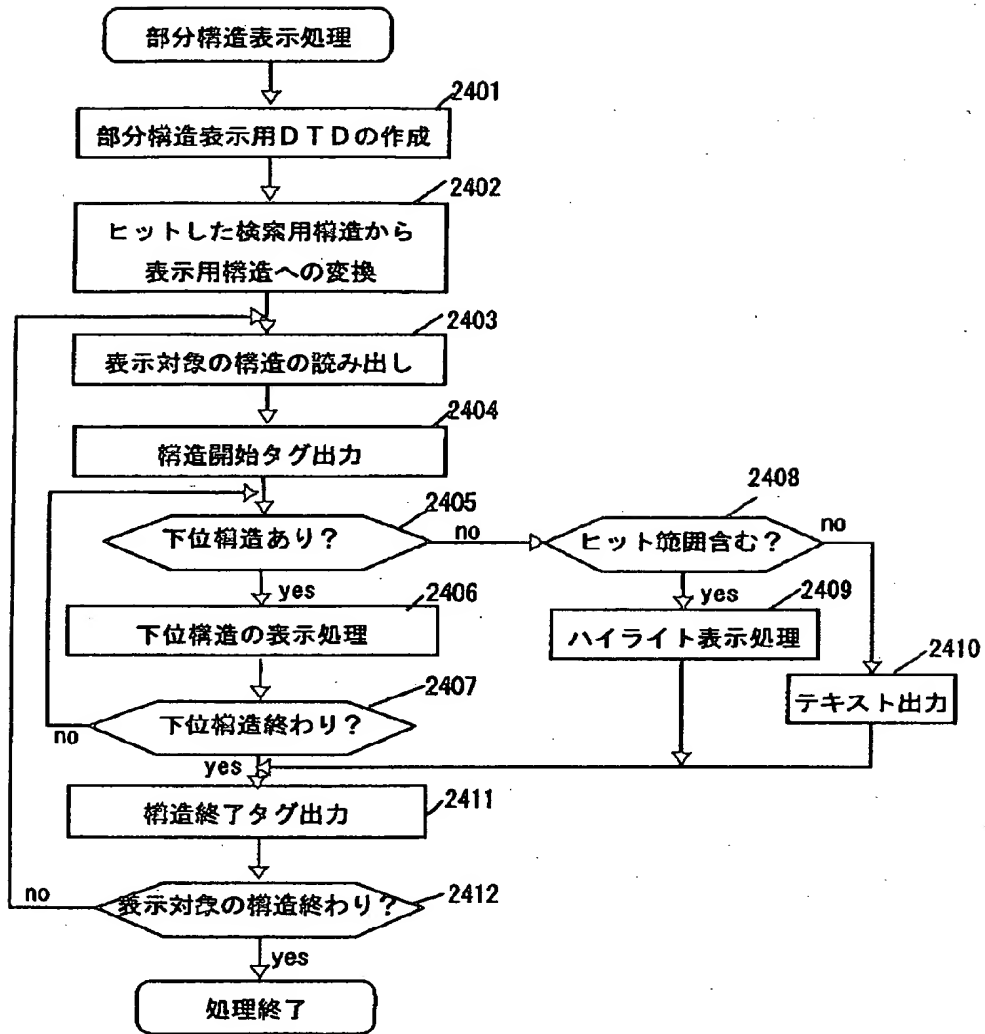 部分構造表示処理
2401
部分構造表示用DTDの作成
2402
ヒットした検索用構造から
表示用構造への変換
2403
表示対象の構造の読み出し
2404
構造開始タグ出力
2405
下位構造あり?
no
2408
ヒット範囲含む?
no
yes
2406
下位構造の表示処理
yes
2409
ハイライト表示処理
2410
テキスト出力
2407
下位構造終わり?
no
yes
2411
構造終了タグ出力
no
2412
表示対象の構造終わり?
yes
処理終了